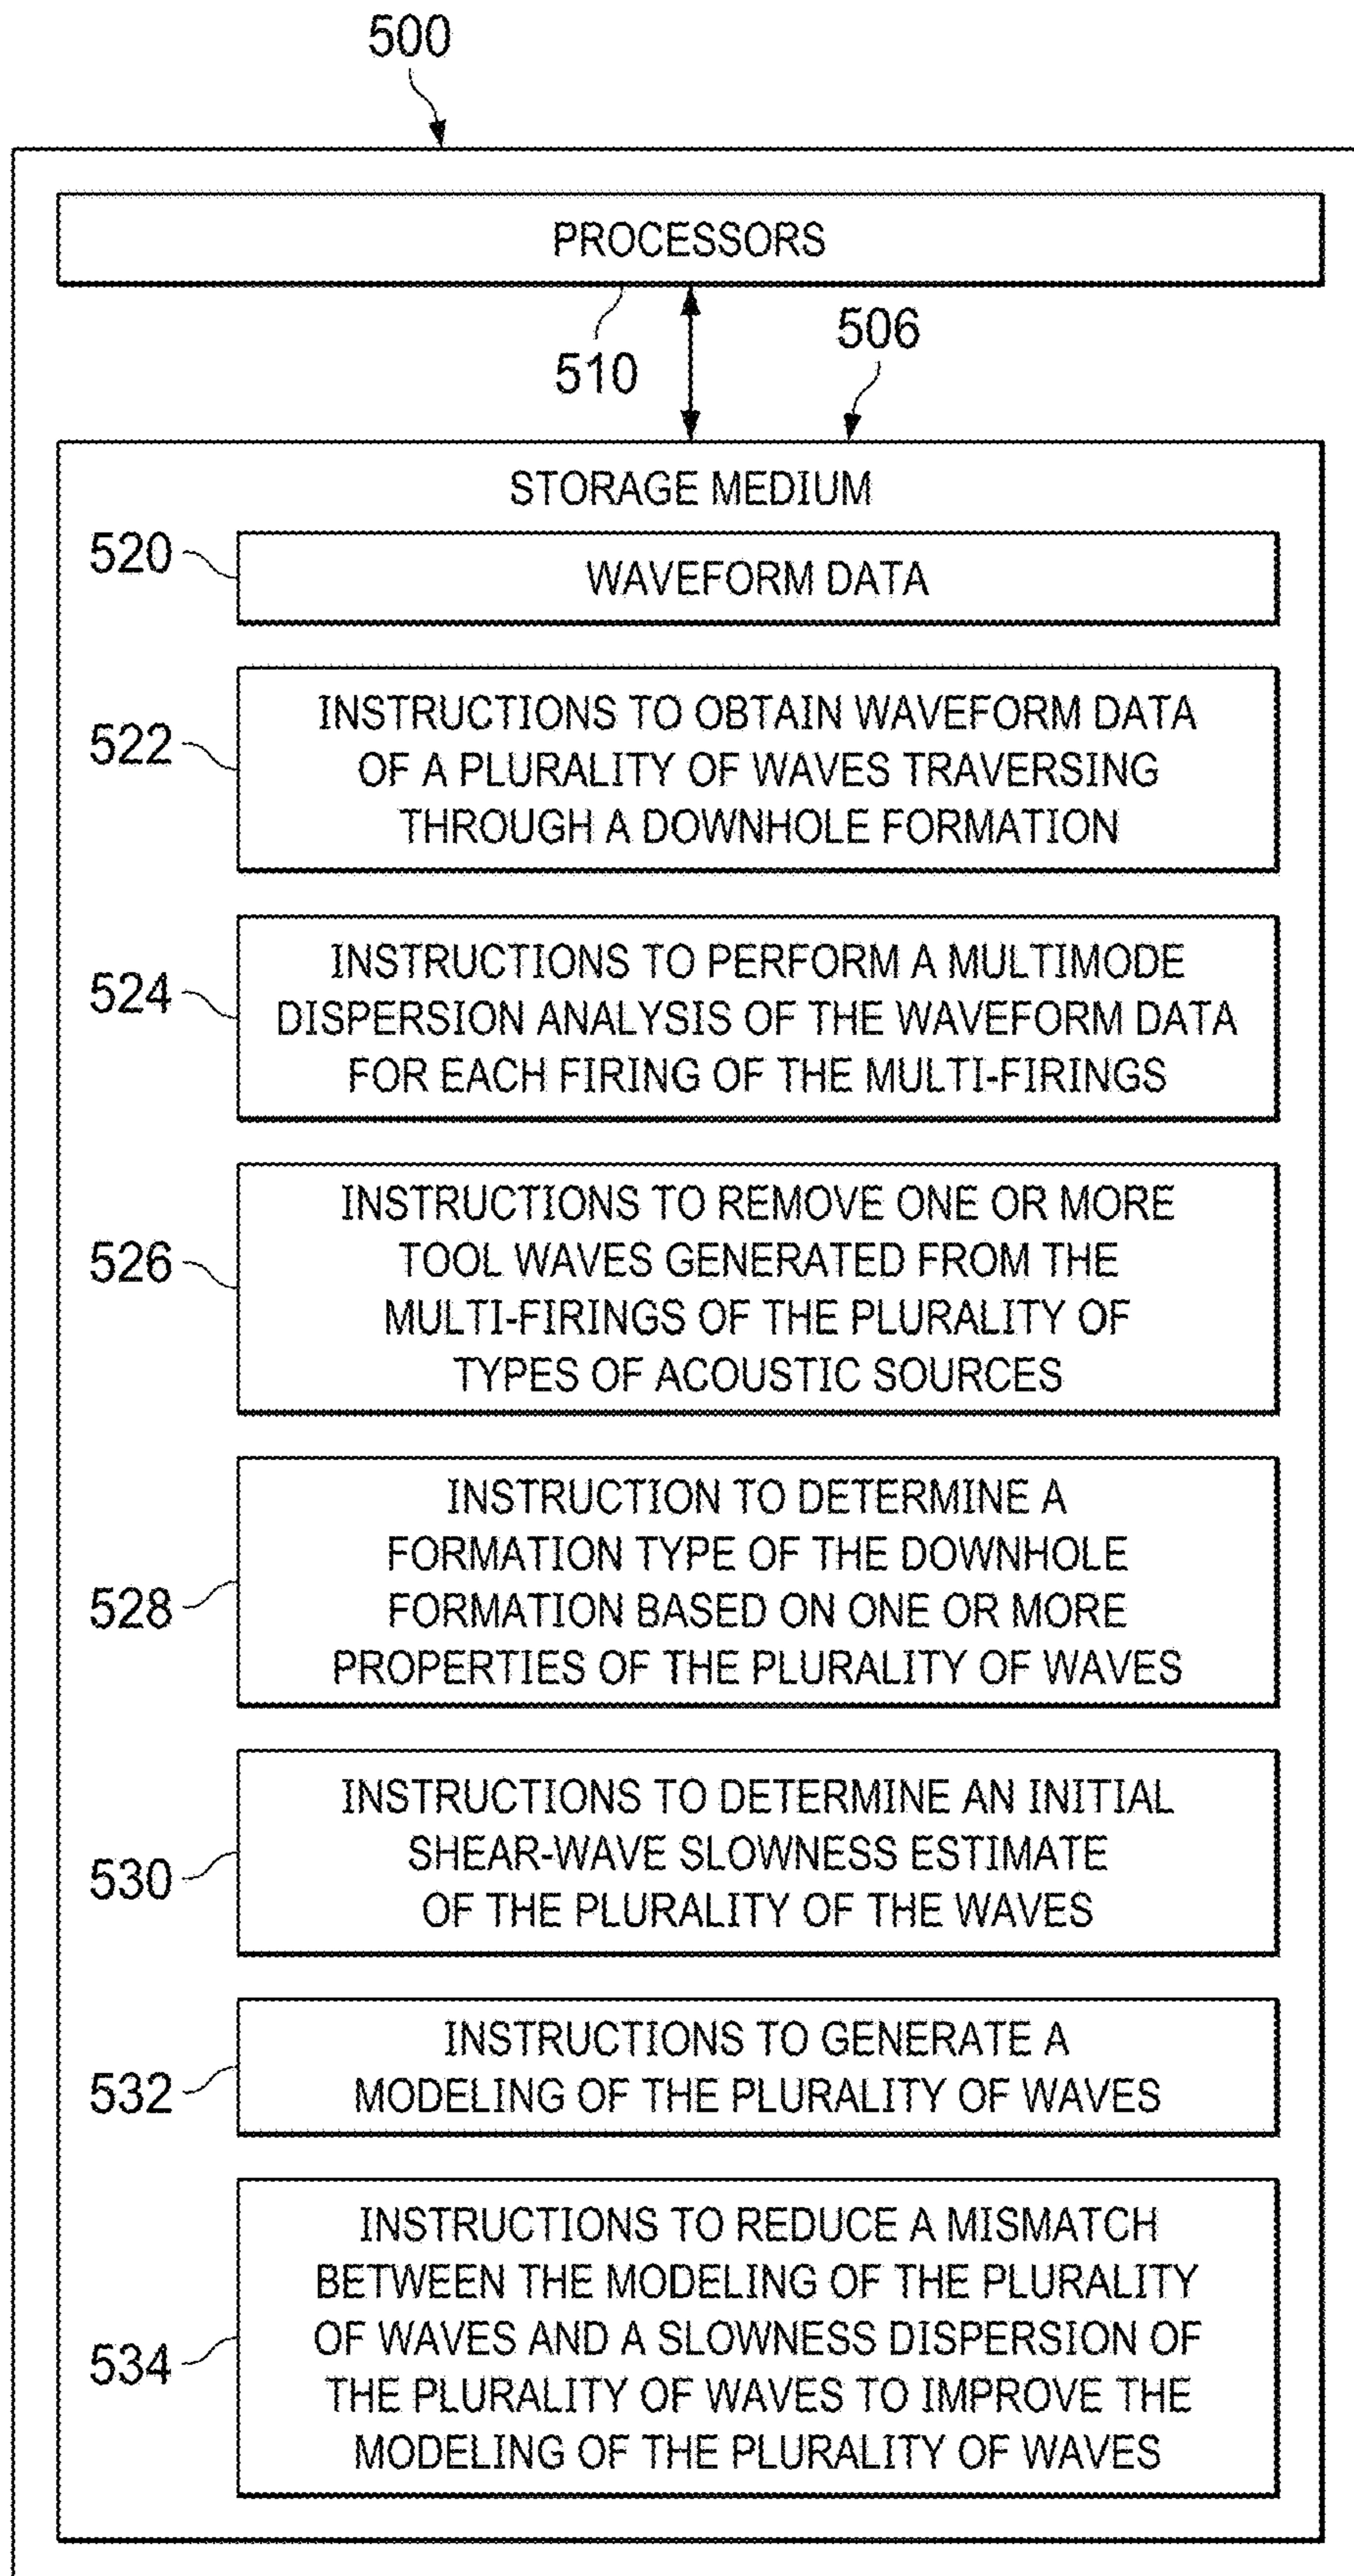 500
PROCESSORS
510
506
STORAGE MEDIUM
520
WAVEFORM DATA
522
INSTRUCTIONS TO OBTAIN WAVEFORM DATA
OF A PLURALITY OF WAVES TRAVERSING
THROUGH A DOWNHOLE FORMATION
524
INSTRUCTIONS TO PERFORM A MULTIMODE
DISPERSION ANALYSIS OF THE WAVEFORM DATA
FOR EACH FIRING OF THE MULTI-FIRINGS
526
INSTRUCTIONS TO REMOVE ONE OR MORE
TOOL WAVES GENERATED FROM THE
MULTI-FIRINGS OF THE PLURALITY OF
TYPES OF ACOUSTIC SOURCES
528
INSTRUCTION TO DETERMINE A
FORMATION TYPE OF THE DOWNHOLE
FORMATION BASED ON ONE OR MORE
PROPERTIES OF THE PLURALITY OF WAVES
530
INSTRUCTIONS TO DETERMINE AN INITIAL
SHEAR-WAVE SLOWNESS ESTIMATE
OF THE PLURALITY OF THE WAVES
532
INSTRUCTIONS TO GENERATE A
MODELING OF THE PLURALITY OF WAVES
534
INSTRUCTIONS TO REDUCE A MISMATCH
BETWEEN THE MODELING OF THE PLURALITY
OF WAVES AND A SLOWNESS DISPERSION OF
THE PLURALITY OF WAVES TO IMPROVE THE
MODELING OF THE PLURALITY OF WAVES